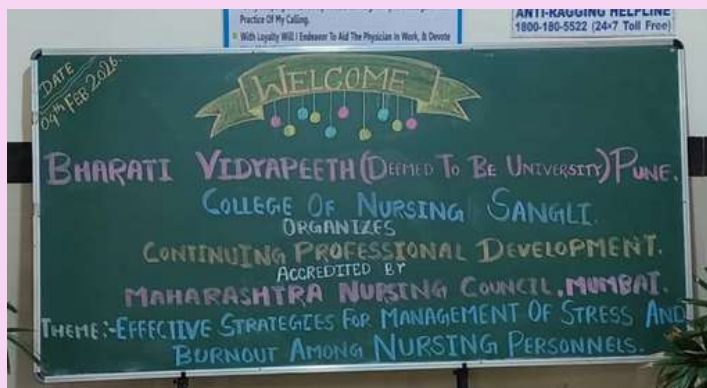 Practice Of My Calling.
With Loyalty Will I Endeavor To Aid The Physician in Work, & Devote
ANTI-RAGGING HELPLINE
1800-180-5522 (24×7 Toll Free)
DATE
04th FEB 2026.
WELCOME
BHARATI VIDYAPEETH (DEEMED TO BE UNIVERSITY) PUNE.
COLLEGE OF NURSING SANGLI.
ORGANIZES
CONTINUING PROFESSIONAL DEVELOPMENT.
ACCREDITED BY
MAHARASHTRA NURSING COUNCIL, MUMBAI.
THEME:-EFFECTIVE STRATEGIES FOR MANAGEMENT OF STRESS AND
BURNOUT AMONG NURSING PERSONNELS.